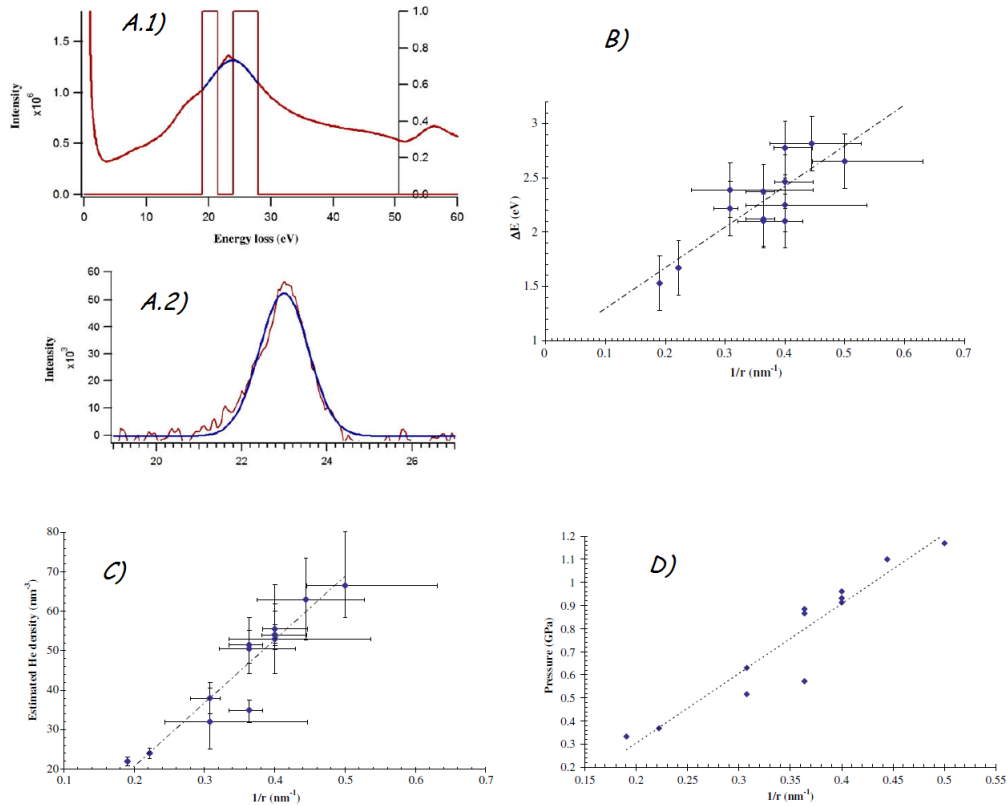 A.1)
1.5
1.0
0.5
0.0
Intensity
x10⁶
1.0
0.8
0.6
0.4
0.2
0.0
0 10 20 30 40 50 60
Energy loss (eV)
A.2)
60
50
40
30
20
10
0
Intensity
x10³
20 22 24 26
B)
3
2.5
2
1.5
1
ΔE (eV)
0 0.1 0.2 0.3 0.4 0.5 0.6 0.7
1/r (nm⁻¹)
C)
80
70
60
50
40
30
20
Estimated He density (nm⁻³)
0.1 0.2 0.3 0.4 0.5 0.6 0.7
1/r (nm⁻¹)
D)
1.2
1.1
1
0.9
0.8
0.7
0.6
0.5
0.4
0.3
0.2
Pressure (GPa)
0.15 0.2 0.25 0.3 0.35 0.4 0.45 0.5 0.55
1/r (nm⁻¹)